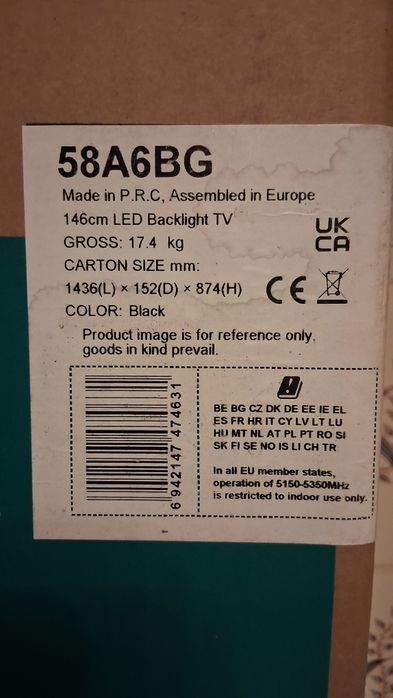 58A6BG
Made in P.R.C, Assembled in Europe
146cm LED Backlight TV
GROSS: 17.4 kg
CARTON SIZE mm:
1436(L) × 152(D) × 874(H)
COLOR: Black
UK
CA
CE
Product image is for reference only,
goods in kind prevail.
6 942147 474631
BE BG CZ DK DE EE IE EL
ES FR HR IT CY LV LT LU
HU MT NL AT PL PT RO SI
SK FI SE NO IS LI CH TR
In all EU member states,
operation of 5150-5350MHz
is restricted to indoor use only.